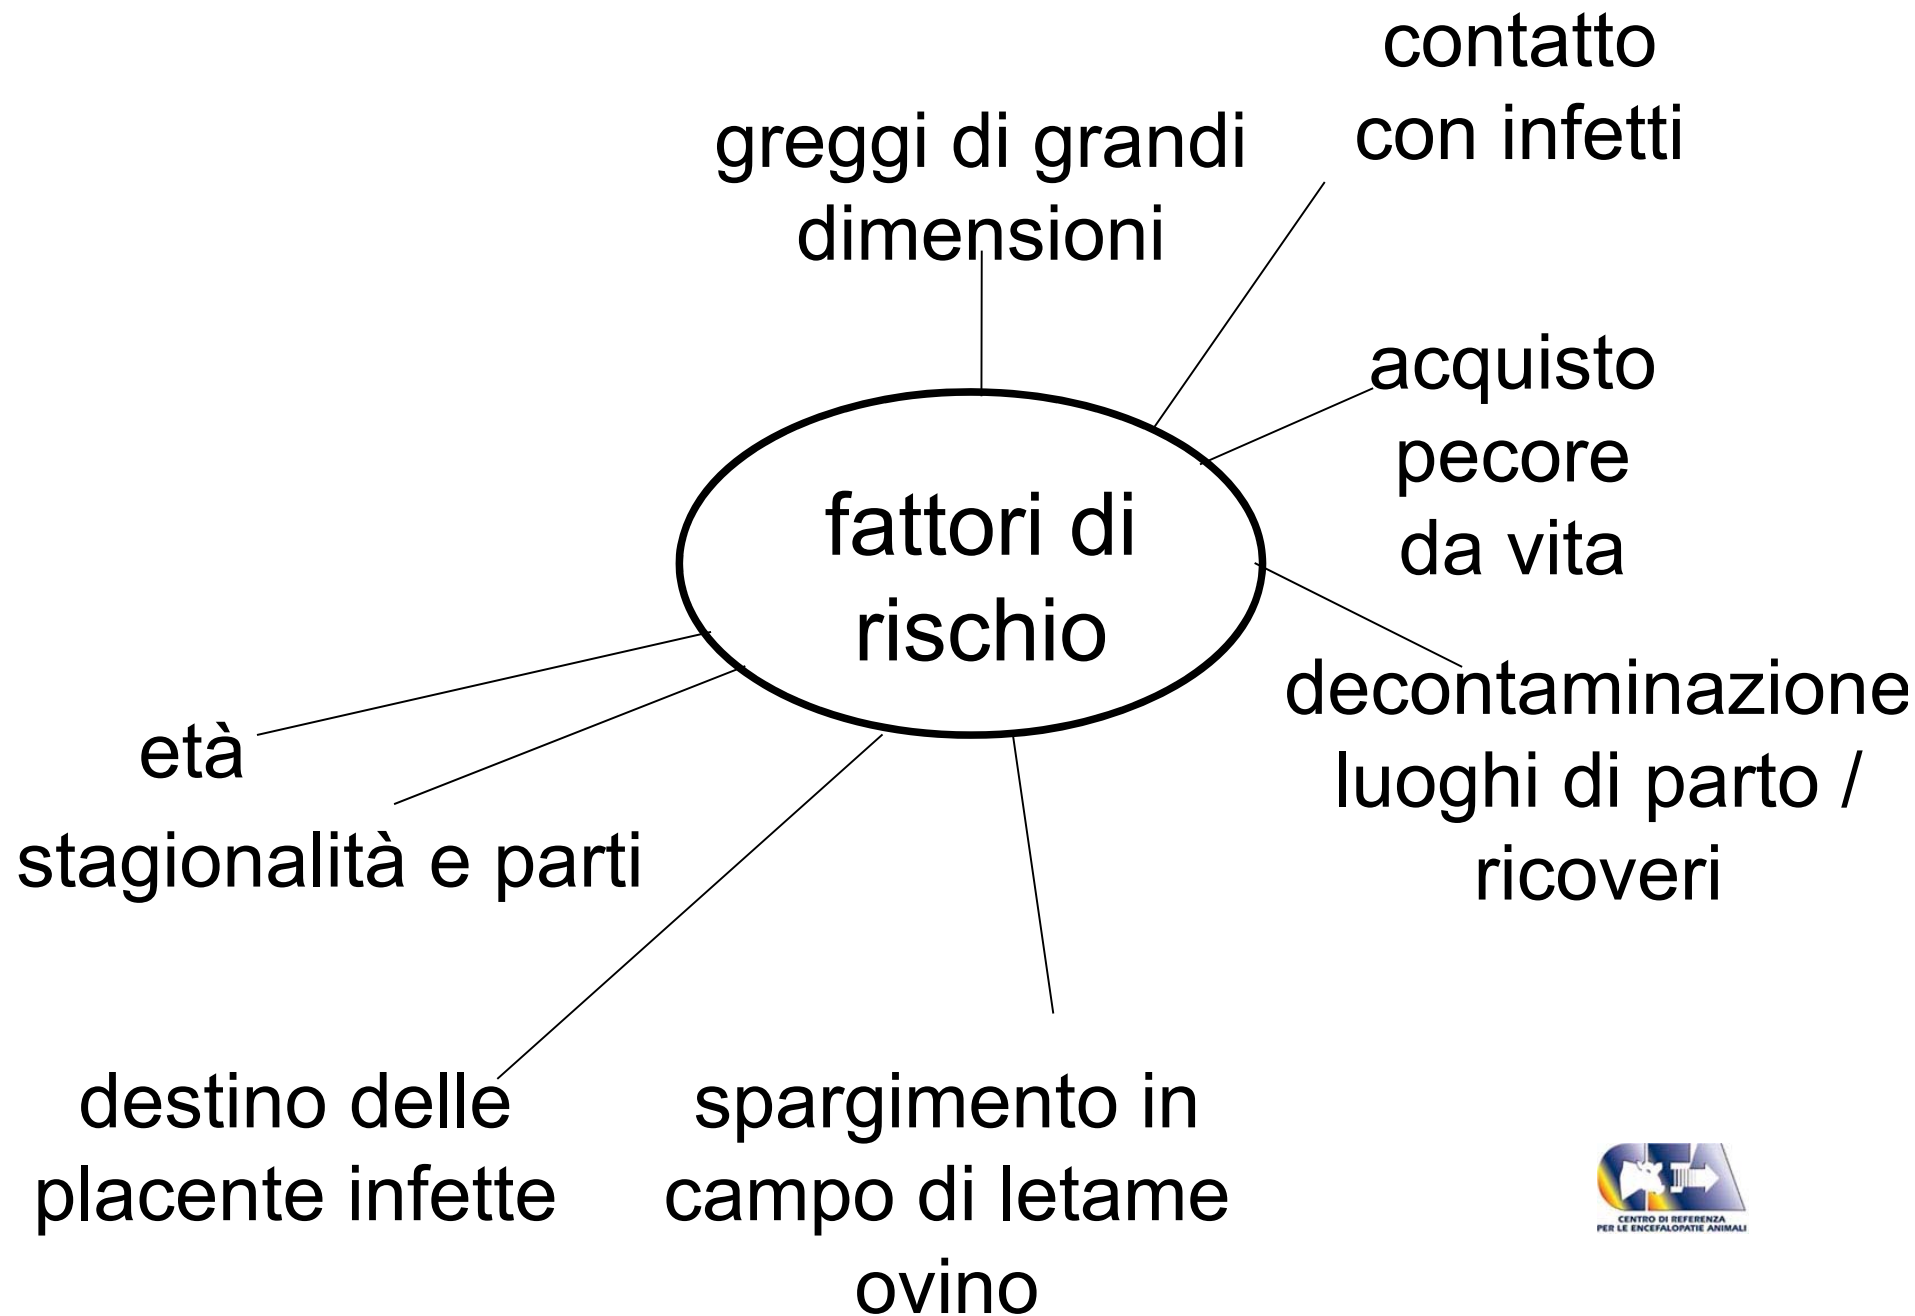 contatto
con infetti
greggi di grandi
dimensioni
acquisto
pecore
da vita
fattori di
rischio
decontaminazione
luoghi di parto /
ricoveri
età
stagionalità e parti
destino delle
placente infette
spargimento in
campo di letame
ovino
CEA
CENTRO DI REFERENZA
PER LE ENCEFALOPATIE ANIMALI